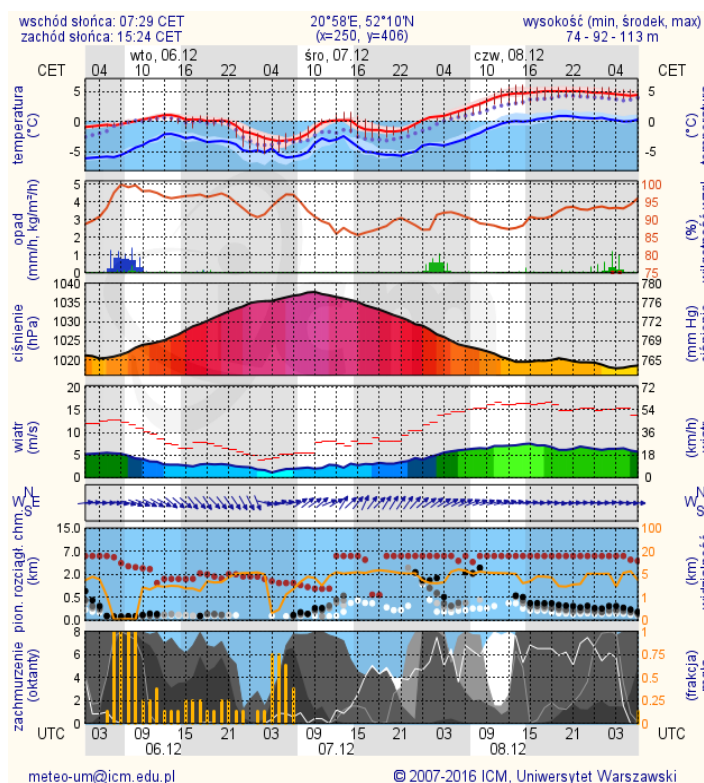 wschód słońca: 07:29 CET 20°58'E, 52°10'N wysokość (min, środek, max)
zachód słońca: 15:24 CET (x=250, y=406) 74 - 92 - 113 m
wto, 06.12 śro, 07.12 czw, 08.12
CET 04 10 16 22 04 10 16 22 04 10 16 22 04 CET
temperatura
(°C)
5
0
-5
5
0
-5
(°C)
opad
(mm/h, kg/m²/h)
5
4
3
2
1
0
100
95
90
85
80
75
(%)
ciśnienie
(hPa)
1040
1035
1030
1025
1020
780
776
772
769
765
(mm Hg)
wiatr
(m/s)
20
15
10
5
0
72
54
36
18
0
(km/h)
N
W E
S
N
W
S
pion. rozciągł. chm.
(km)
15.0
7.0
2.0
0.5
0.0
100
20
5
1
0
(km)
zachmurzenie
(oktanty)
8
6
4
2
0
1
0.75
0.5
0.25
0
(frakcja)
UTC 03 09 15 21 03 09 15 21 03 09 15 21 03 UTC
06.12 07.12 08.12
meteo-um@icm.edu.pl © 2007-2016 ICM, Uniwersytet Warszawski